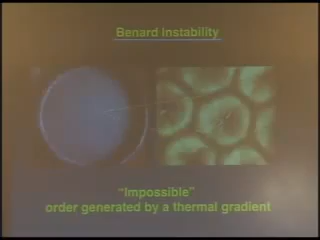 Benard Instability
“Impossible”
order generated by a thermal gradient